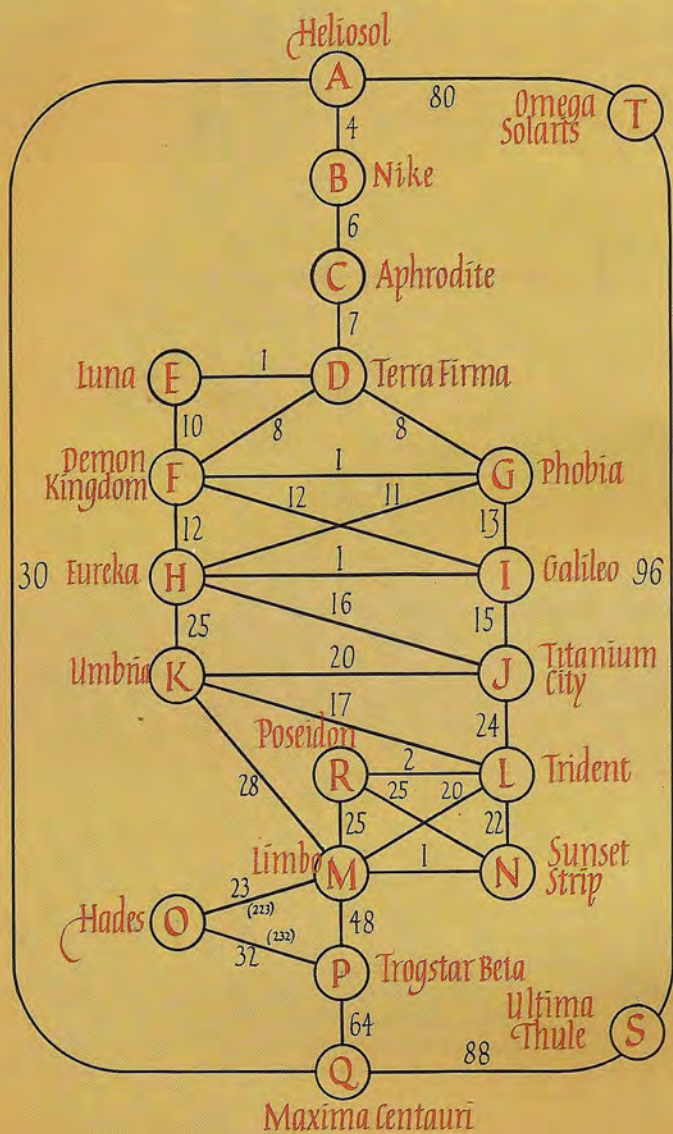 Heliosol
A
80
Omega
Solaris
T
4
B
Nike
6
C
Aphrodite
7
Luna
E
1
D
Terra Firma
10
8
8
Demon
Kingdom
F
1
G
Phobia
12
12
11
13
30
Eureka
H
1
I
Galileo
96
25
16
15
Umbria
K
20
J
Titanium
City
17
24
Poseidon
R
2
L
Trident
28
25
25
20
22
Limbo
M
1
N
Sunset
Strip
Hades
O
23
(223)
48
(232)
32
P
Trogstar Beta
64
Ultima
Thule
S
Q
88
Maxima Centauri